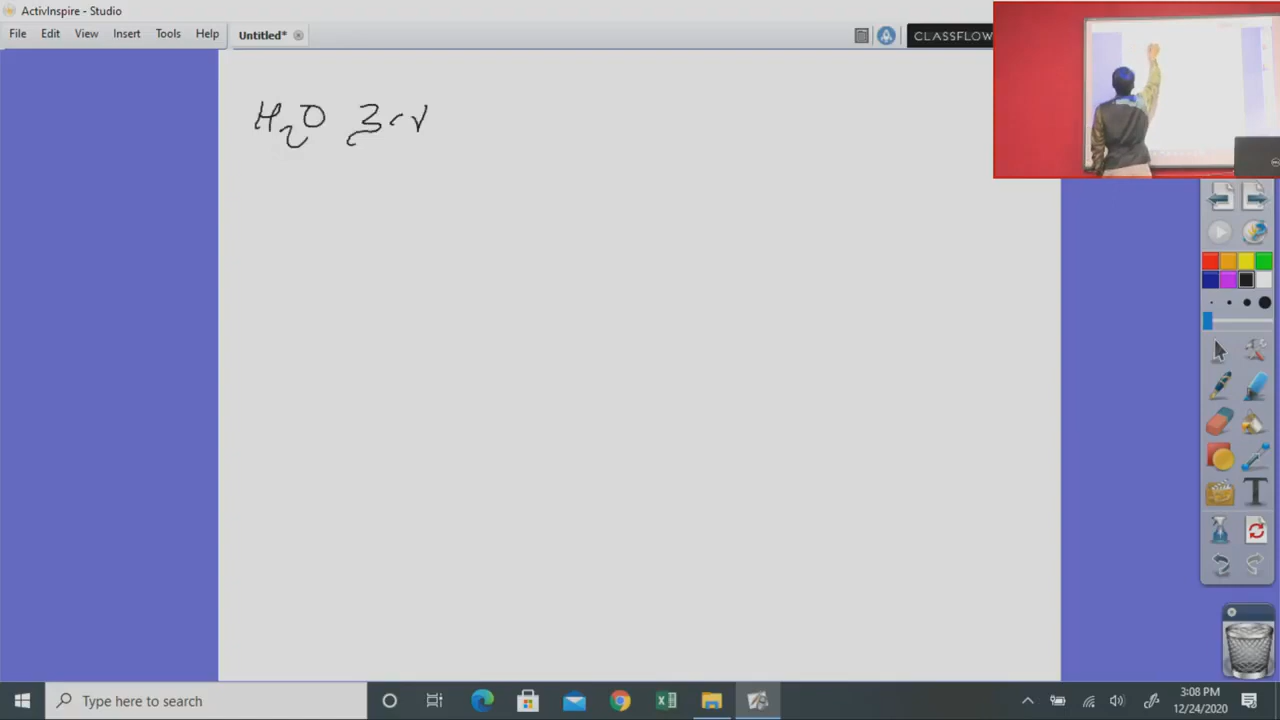 ActivInspire - Studio
File Edit View Insert Tools Help Untitled* CLASSFLOW
H₂O
T
Type here to search
3:08 PM
12/24/2020